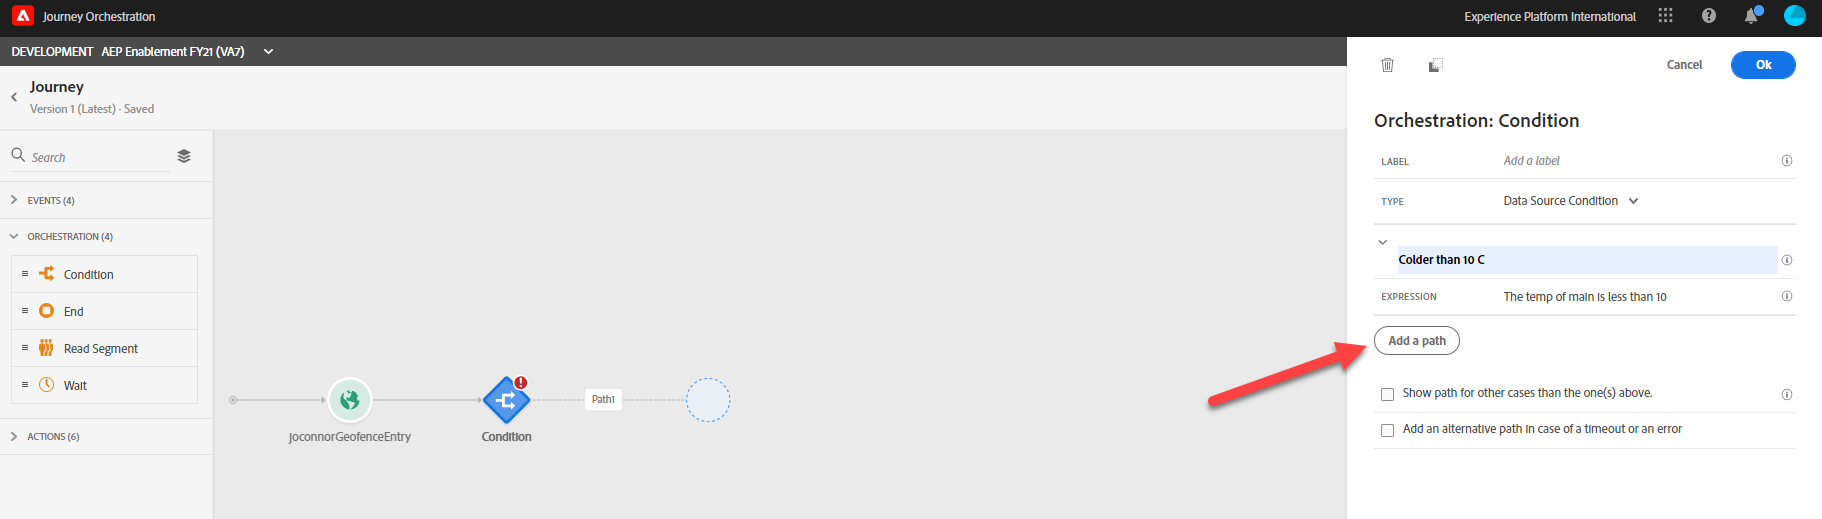 Journey Orchestration
Experience Platform International
DEVELOPMENT AEP Enablement FY21 (VA7)
Journey
Version 1 (Latest) · Saved
Search
EVENTS (4)
ORCHESTRATION (4)
Condition
End
Read Segment
Wait
ACTIONS (6)
JoconnorGeofenceEntry
Condition
Path1
Cancel
Ok
Orchestration: Condition
LABEL Add a label
TYPE Data Source Condition
Colder than 10 C
EXPRESSION The temp of main is less than 10
Add a path
Show path for other cases than the one(s) above.
Add an alternative path in case of a timeout or an error